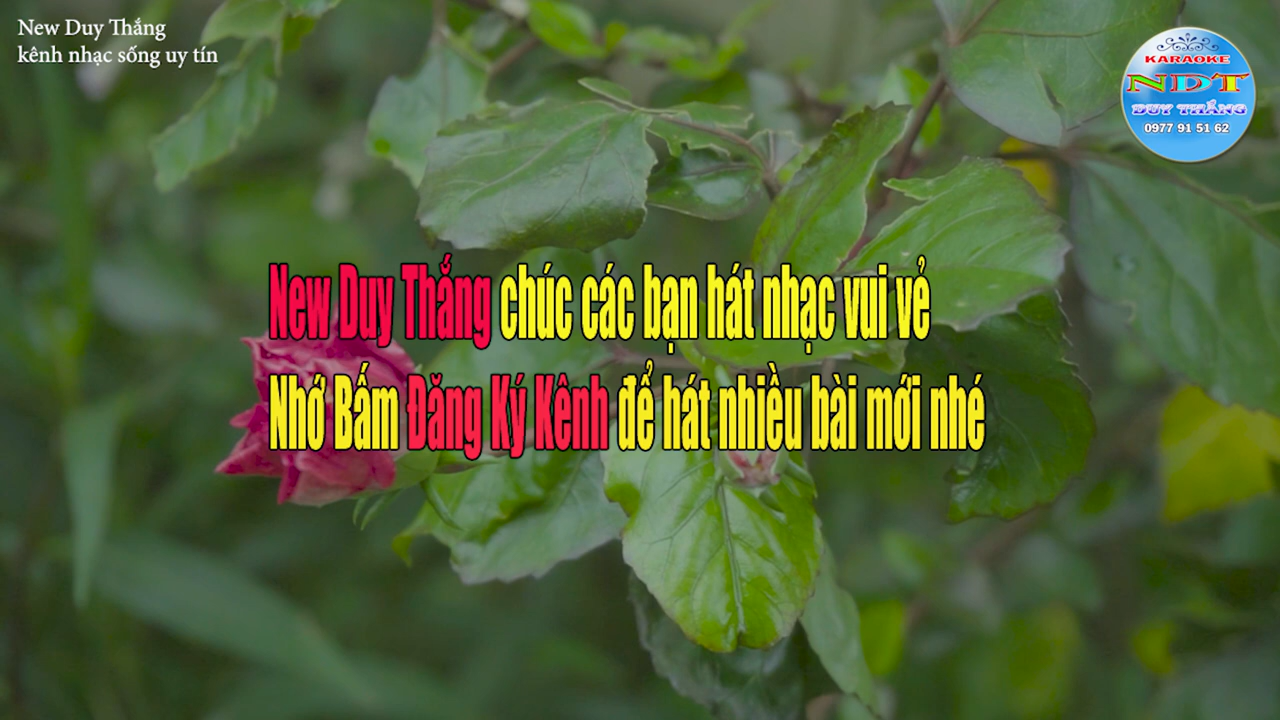 New Duy Thắng
kênh nhạc sống uy tín
KARAOKE
NDT
DUY THẮNG
0977 91 51 62
New Duy Thắng chúc các bạn hát nhạc vui vẻ
Nhớ Bấm Đăng Ký Kênh để hát nhiều bài mới nhé